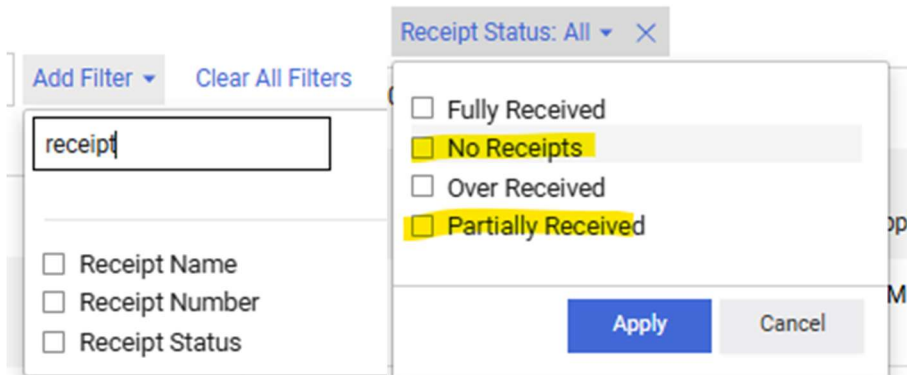 Add Filter
Clear All Filters
receipt
Receipt Name
Receipt Number
Receipt Status
Receipt Status: All
Fully Received
No Receipts
Over Received
Partially Received
Apply
Cancel